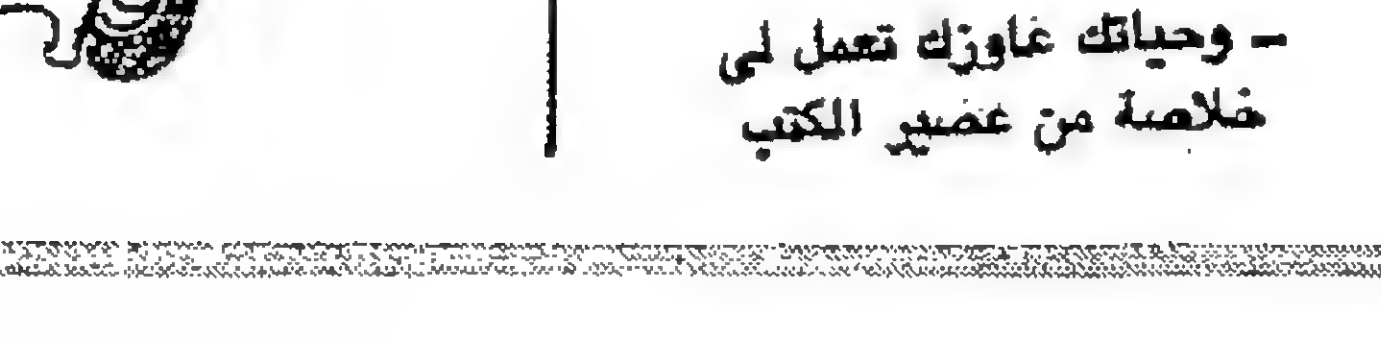 – وحياتك عاوزك تعمل لى
خلاصة من عصير الكتب